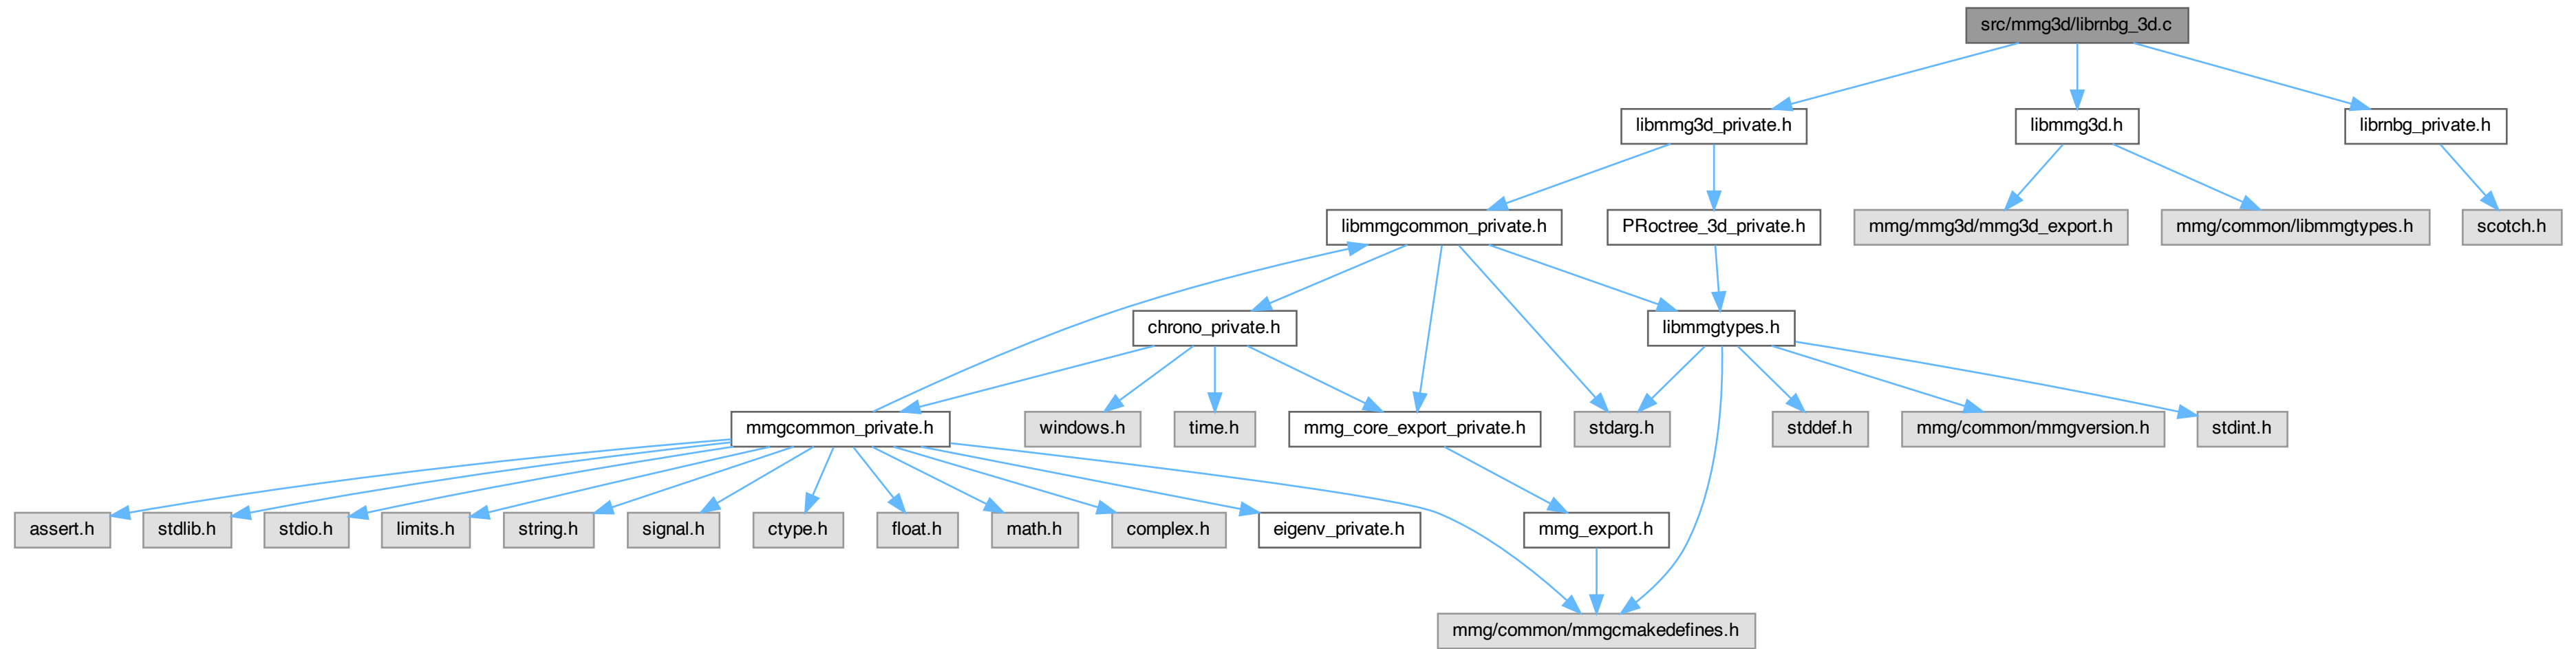 src/mmg3d/librnbg_3d.c
libmmg3d_private.h
libmmg3d.h
librnbg_private.h
libmmgcommon_private.h
PRoctree_3d_private.h
mmg/mmg3d/mmg3d_export.h
mmg/common/libmmgtypes.h
scotch.h
chrono_private.h
libmmgtypes.h
mmgcommon_private.h
windows.h
time.h
mmg_core_export_private.h
stdarg.h
stddef.h
mmg/common/mmgversion.h
stdint.h
assert.h
stdlib.h
stdio.h
limits.h
string.h
signal.h
ctype.h
float.h
math.h
complex.h
eigenv_private.h
mmg_export.h
mmg/common/mmgcmakedefines.h